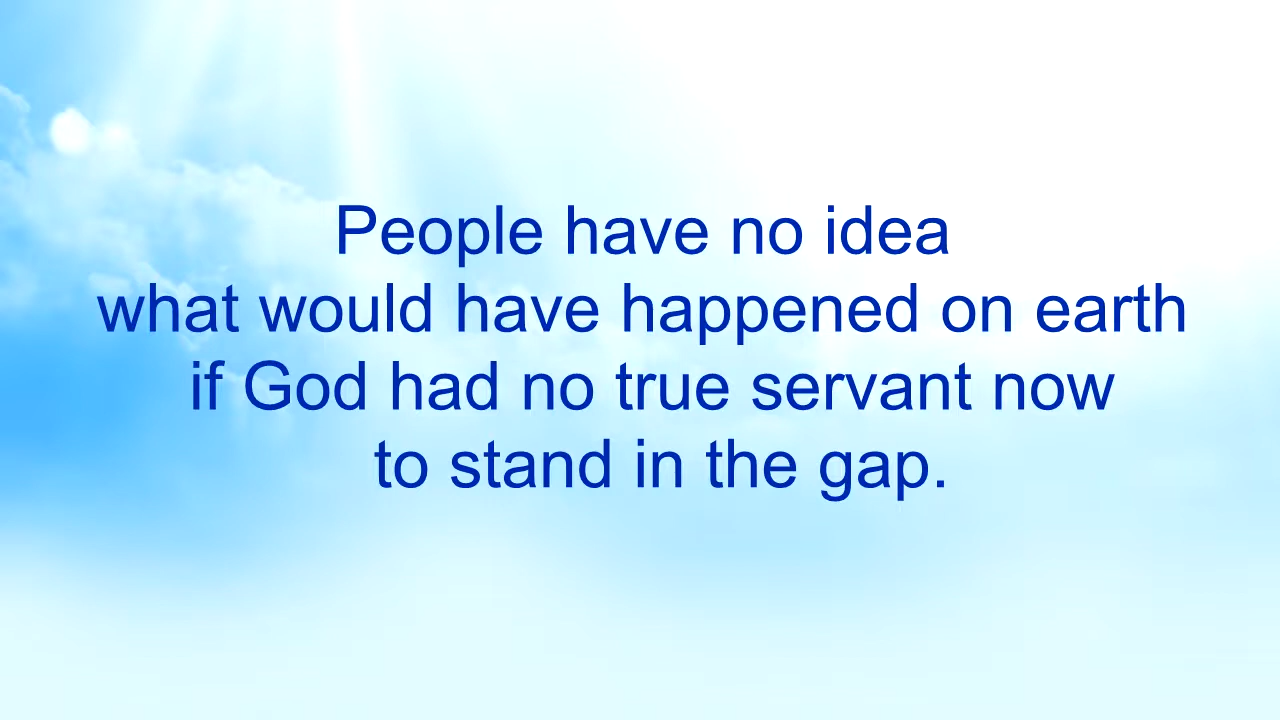 People have no idea
what would have happened on earth
if God had no true servant now
to stand in the gap.